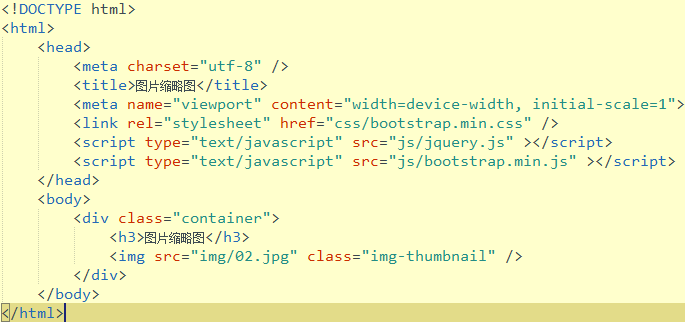 <!DOCTYPE html>
<html>
    <head>
        <meta charset="utf-8" />
        <title>图片缩略图</title>
        <meta name="viewport" content="width=device-width, initial-scale=1">
        <link rel="stylesheet" href="css/bootstrap.min.css" />
        <script type="text/javascript" src="js/jquery.js" ></script>
        <script type="text/javascript" src="js/bootstrap.min.js" ></script>
    </head>
    <body>
        <div class="container">
            <h3>图片缩略图</h3>
            <img src="img/02.jpg" class="img-thumbnail" />
        </div>
    </body>
</html>